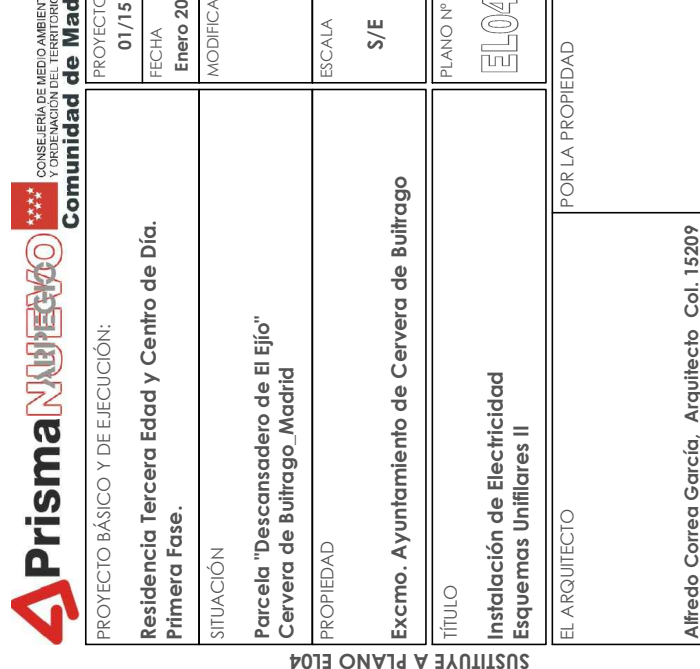 Prisma NUEVO ARPEGIO
CONSEJERÍA DE MEDIO AMBIENT
Y ORDENACIÓN DEL TERRITORIO
Comunidad de Mad
PROYECTO BÁSICO Y DE EJECUCIÓN:
Residencia Tercera Edad y Centro de Día.
Primera Fase.
PROYECTO
01/15
FECHA
Enero 20
SITUACIÓN
Parcela "Descansadero de El Ejío"
Cervera de Buitrago_Madrid
MODIFICA
PROPIEDAD
Excmo. Ayuntamiento de Cervera de Buitrago
ESCALA
S/E
TÍTULO
Instalación de Electricidad
Esquemas Unifilares II
PLANO Nº
EL04
EL ARQUITECTO
Alfredo Correa García, Arquitecto Col. 15209
POR LA PROPIEDAD
SUSTITUYE A PLANO EL04